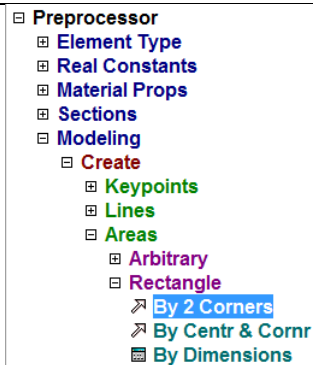 Preprocessor
Element Type
Real Constants
Material Props
Sections
Modeling
Create
Keypoints
Lines
Areas
Arbitrary
Rectangle
By 2 Corners
By Centr & Cornr
By Dimensions